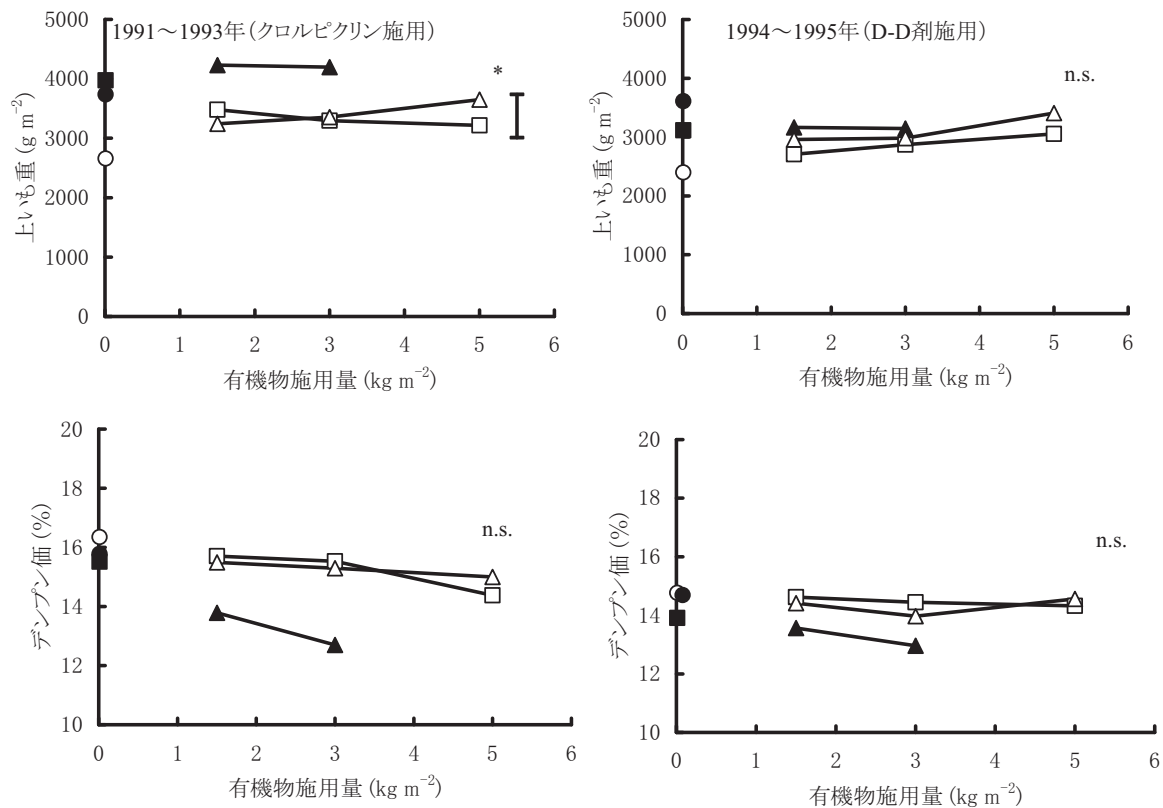 1991～1993年（クロルピクリン施用）
上いも重 (g m⁻²)
5000
4000
3000
2000
1000
0
*
0 1 2 3 4 5 6
有機物施用量 (kg m⁻²)
1994～1995年（D-D剤施用）
上いも重 (g m⁻²)
5000
4000
3000
2000
1000
0
n.s.
0 1 2 3 4 5 6
有機物施用量 (kg m⁻²)
デンプン価 (%)
20
18
16
14
12
10
n.s.
0 1 2 3 4 5 6
有機物施用量 (kg m⁻²)
デンプン価 (%)
20
18
16
14
12
10
n.s.
0 1 2 3 4 5 6
有機物施用量 (kg m⁻²)